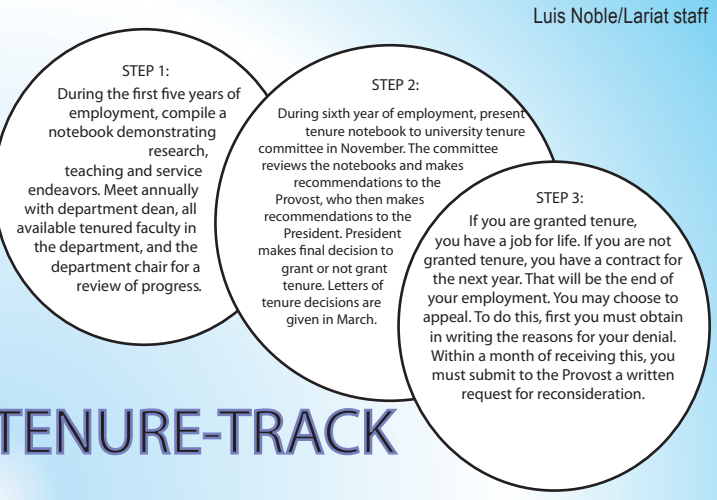 Luis Noble/Lariat staff
STEP 1:
During the first five years of
employment, compile a
notebook demonstrating
research,
teaching and service
endeavors. Meet annually
with department dean, all
available tenured faculty in
the department, and the
department chair for a
review of progress.
STEP 2:
During sixth year of employment, present
tenure notebook to university tenure
committee in November. The committee
reviews the notebooks and makes
recommendations to the
Provost, who then makes
recommendations to the
President. President
makes final decision to
grant or not grant
tenure. Letters of
tenure decisions are
given in March.
STEP 3:
If you are granted tenure,
you have a job for life. If you are not
granted tenure, you have a contract for
the next year. That will be the end of
your employment. You may choose to
appeal. To do this, first you must obtain
in writing the reasons for your denial.
Within a month of receiving this, you
must submit to the Provost a written
request for reconsideration.
TENURE-TRACK